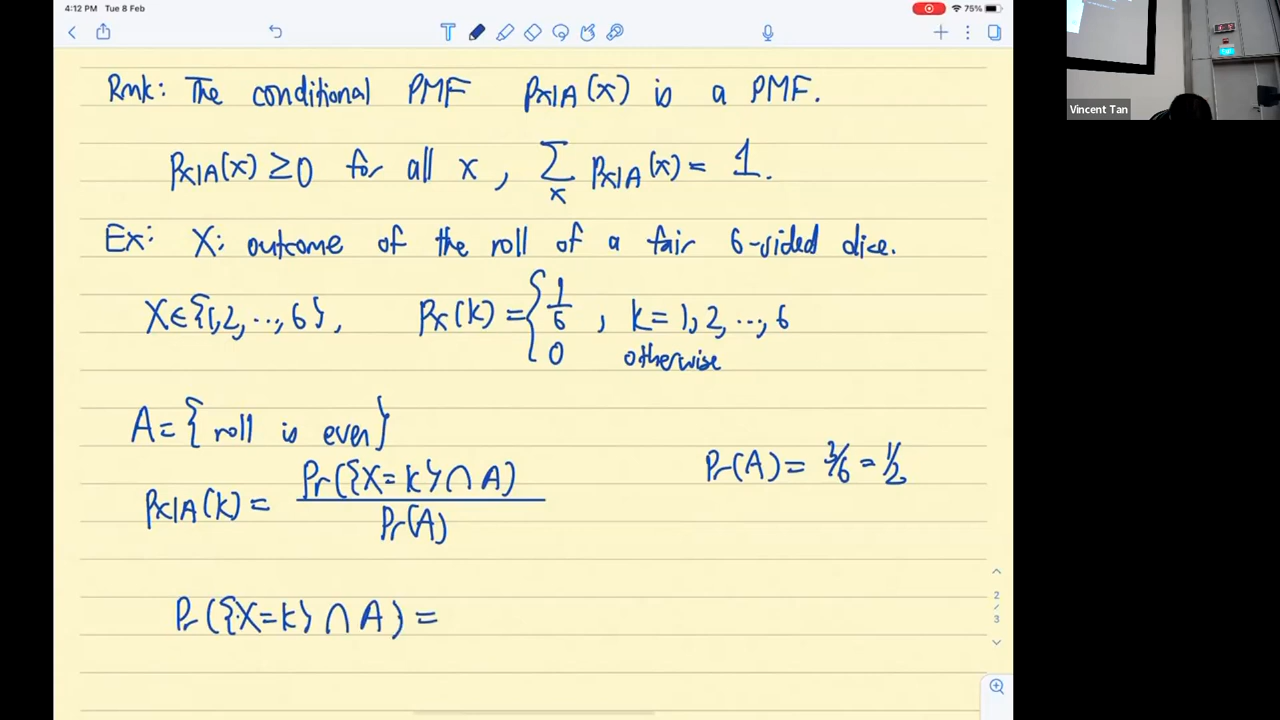 4:12 PM Tue 8 Feb
75%
T
Rmk: The conditional PMF P_{X|A}(x) is a PMF.
P_{X|A}(x) ≥ 0 for all x, ∑_x P_{X|A}(x) = 1.
Ex: X: outcome of the roll of a fair 6-sided dice.
X ∈ {1,2, ..., 6}, P_X(k) = { 1/6 , k = 1, 2, ..., 6
0 otherwise
A = { roll is even}
P_{X|A}(k) = Pr({X=k} ∩ A) / Pr(A)
Pr(A) = 3/6 = 1/2
Pr({X=k} ∩ A) =
2
/
3
Vincent Tan